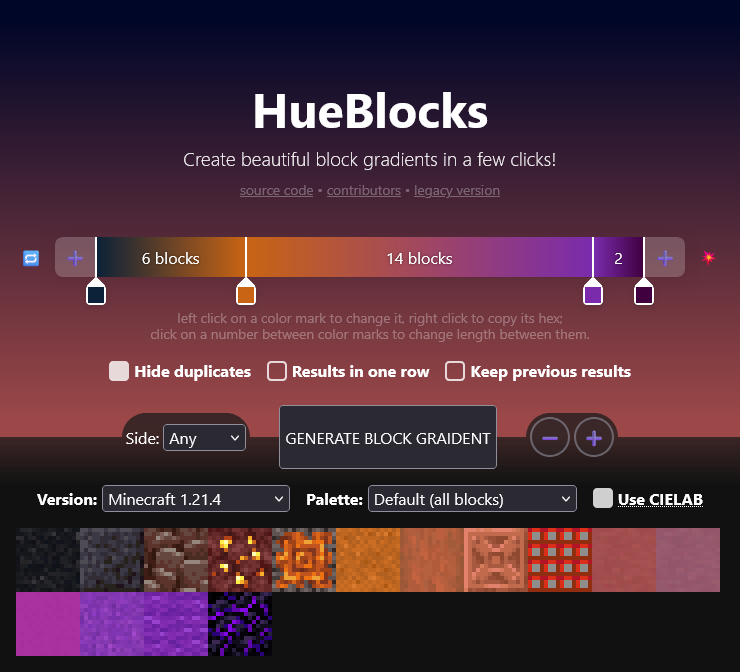 HueBlocks
Create beautiful block gradients in a few clicks!
source code • contributors • legacy version
6 blocks 14 blocks 2
left click on a color mark to change it, right click to copy its hex;
click on a number between color marks to change length between them.
Hide duplicates Results in one row Keep previous results
Side: Any GENERATE BLOCK GRAIDENT
Version: Minecraft 1.21.4 Palette: Default (all blocks) Use CIELAB